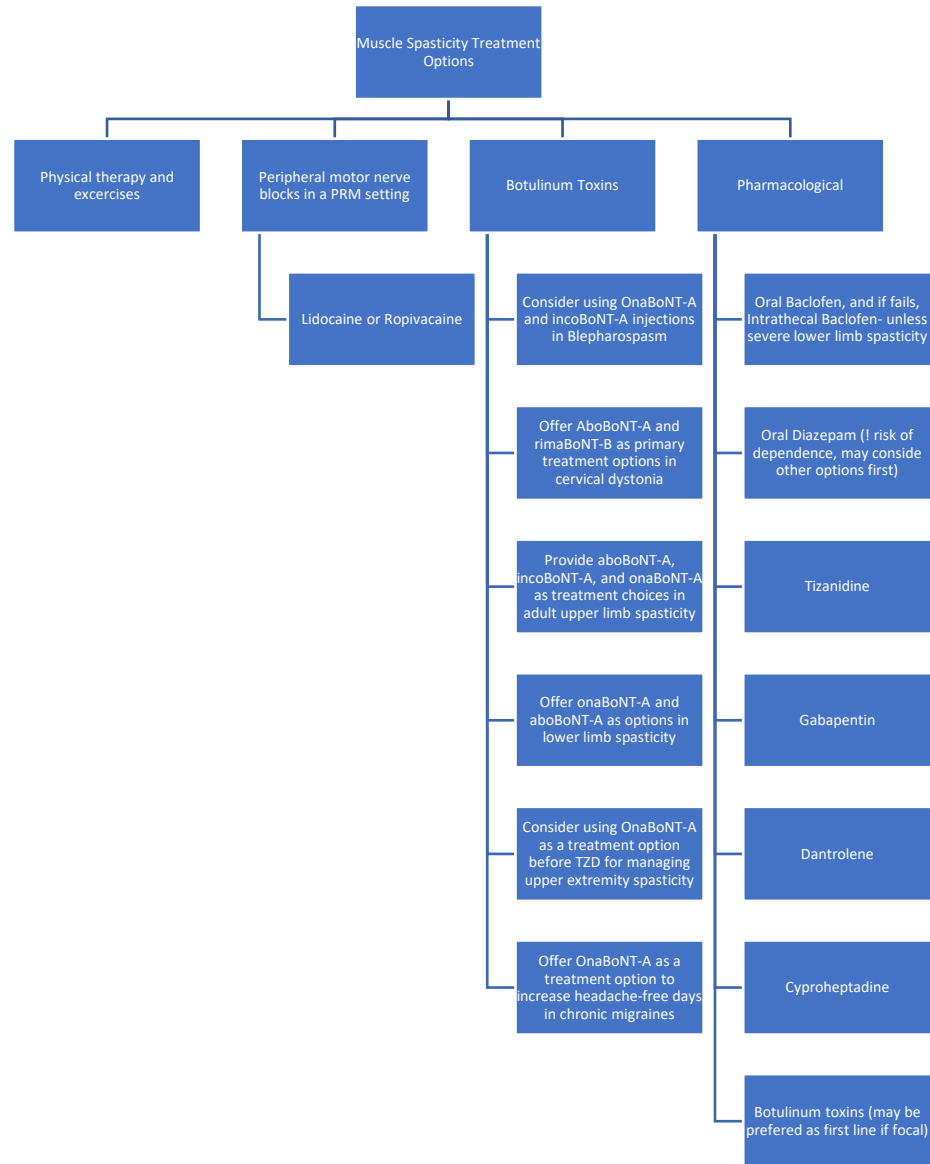 Muscle Spasticity Treatment
Options
Physical therapy and
excercises
Peripheral motor nerve
blocks in a PRM setting
Lidocaine or Ropivacaine
Botulinum Toxins
Consider using OnaBoNT-A
and incoBoNT-A injections
in Blepharospasm
Offer AboBoNT-A and
rimaBONT-B as primary
treatment options in
cervical dystonia
Provide aboBoNT-A,
incoBoNT-A, and onaBoNT-A
as treatment choices in
adult upper limb spasticity
Offer onaBoNT-A and
aboBoNT-A as options in
lower limb spasticity
Consider using OnaBoNT-A
as a treatment option
before TZD for managing
upper extremity spasticity
Offer OnaBoNT-A as a
treatment option to
increase headache-free days
in chronic migraines
Pharmacological
Oral Baclofen, and if fails,
Intrathecal Baclofen- unless
severe lower limb spasticity
Oral Diazepam (! risk of
dependence, may conside
other options first)
Tizanidine
Gabapentin
Dantrolene
Cyproheptadine
Botulinum toxins (may be
prefered as first line if focal)